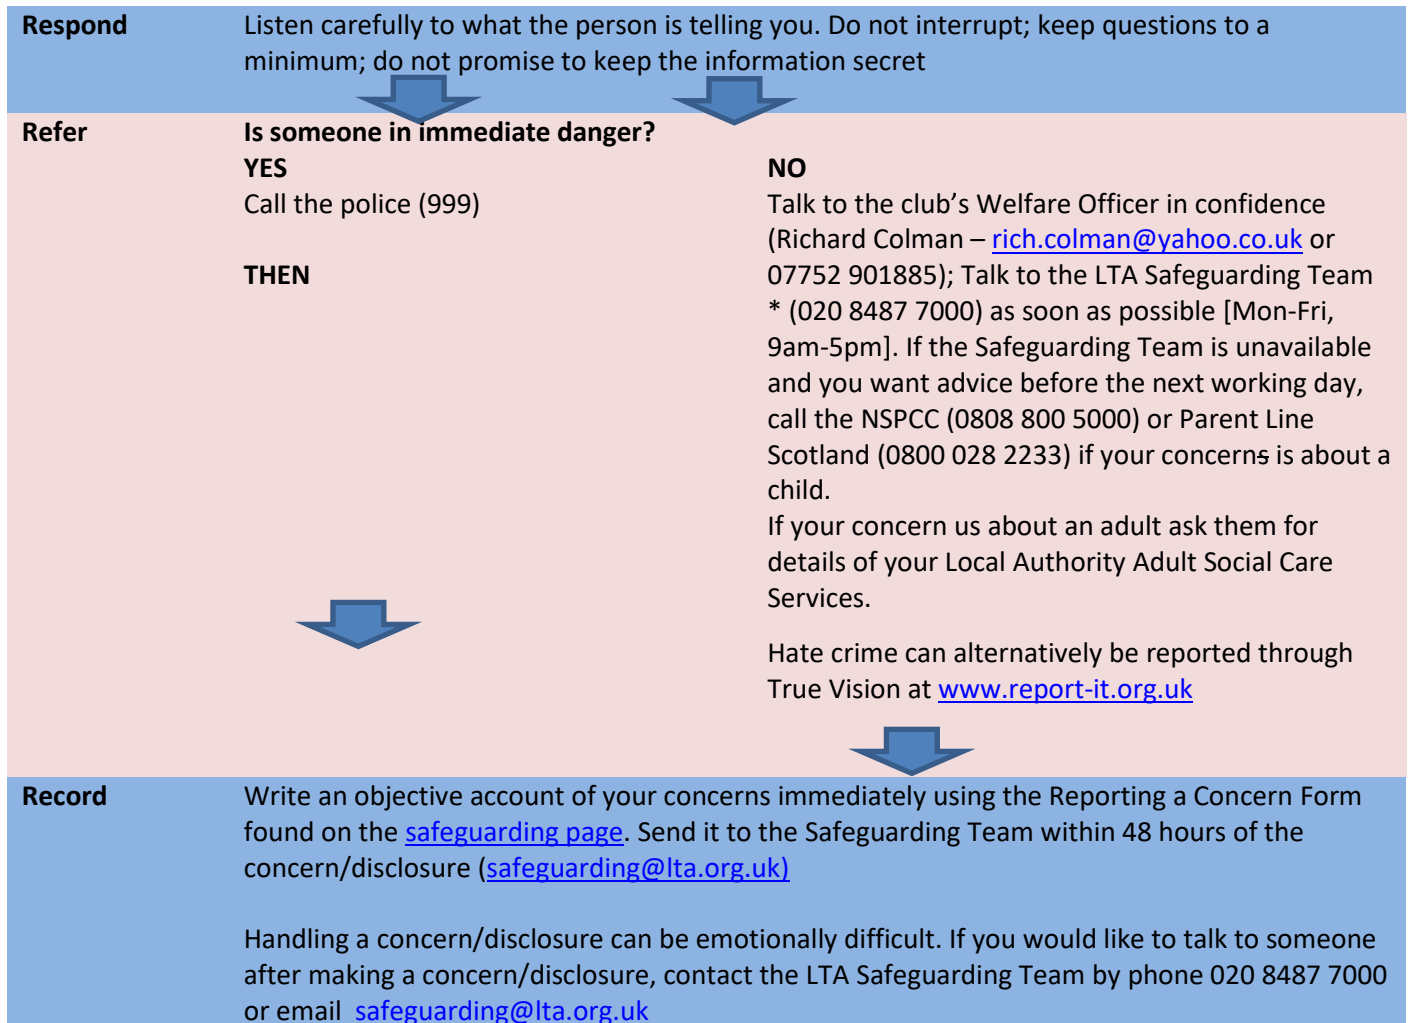 Respond Listen carefully to what the person is telling you. Do not interrupt; keep questions to a
minimum; do not promise to keep the information secret
Refer Is someone in immediate danger?
YES
Call the police (999)
THEN
NO
Talk to the club’s Welfare Officer in confidence
(Richard Colman – rich.colman@yahoo.co.uk or
07752 901885); Talk to the LTA Safeguarding Team
* (020 8487 7000) as soon as possible [Mon-Fri,
9am-5pm]. If the Safeguarding Team is unavailable
and you want advice before the next working day,
call the NSPCC (0808 800 5000) or Parent Line
Scotland (0800 028 2233) if your concerns is about a
child.
If your concern us about an adult ask them for
details of your Local Authority Adult Social Care
Services.
Hate crime can alternatively be reported through
True Vision at www.report-it.org.uk
Record Write an objective account of your concerns immediately using the Reporting a Concern Form
found on the safeguarding page. Send it to the Safeguarding Team within 48 hours of the
concern/disclosure (safeguarding@lta.org.uk)
Handling a concern/disclosure can be emotionally difficult. If you would like to talk to someone
after making a concern/disclosure, contact the LTA Safeguarding Team by phone 020 8487 7000
or email safeguarding@lta.org.uk